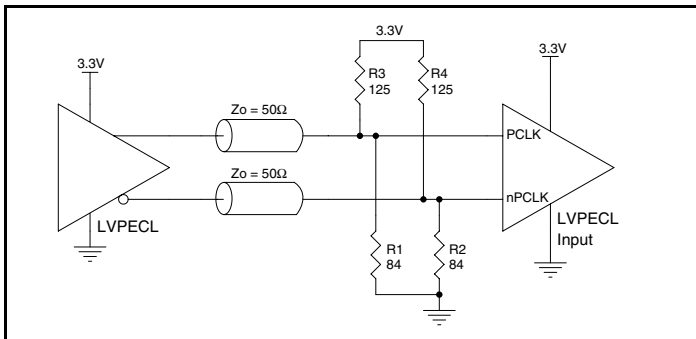 3.3V
3.3V
3.3V
R3
125
R4
125
Zo = 50Ω
PCLK
Zo = 50Ω
nPCLK
LVPECL
LVPECL
Input
R1
84
R2
84